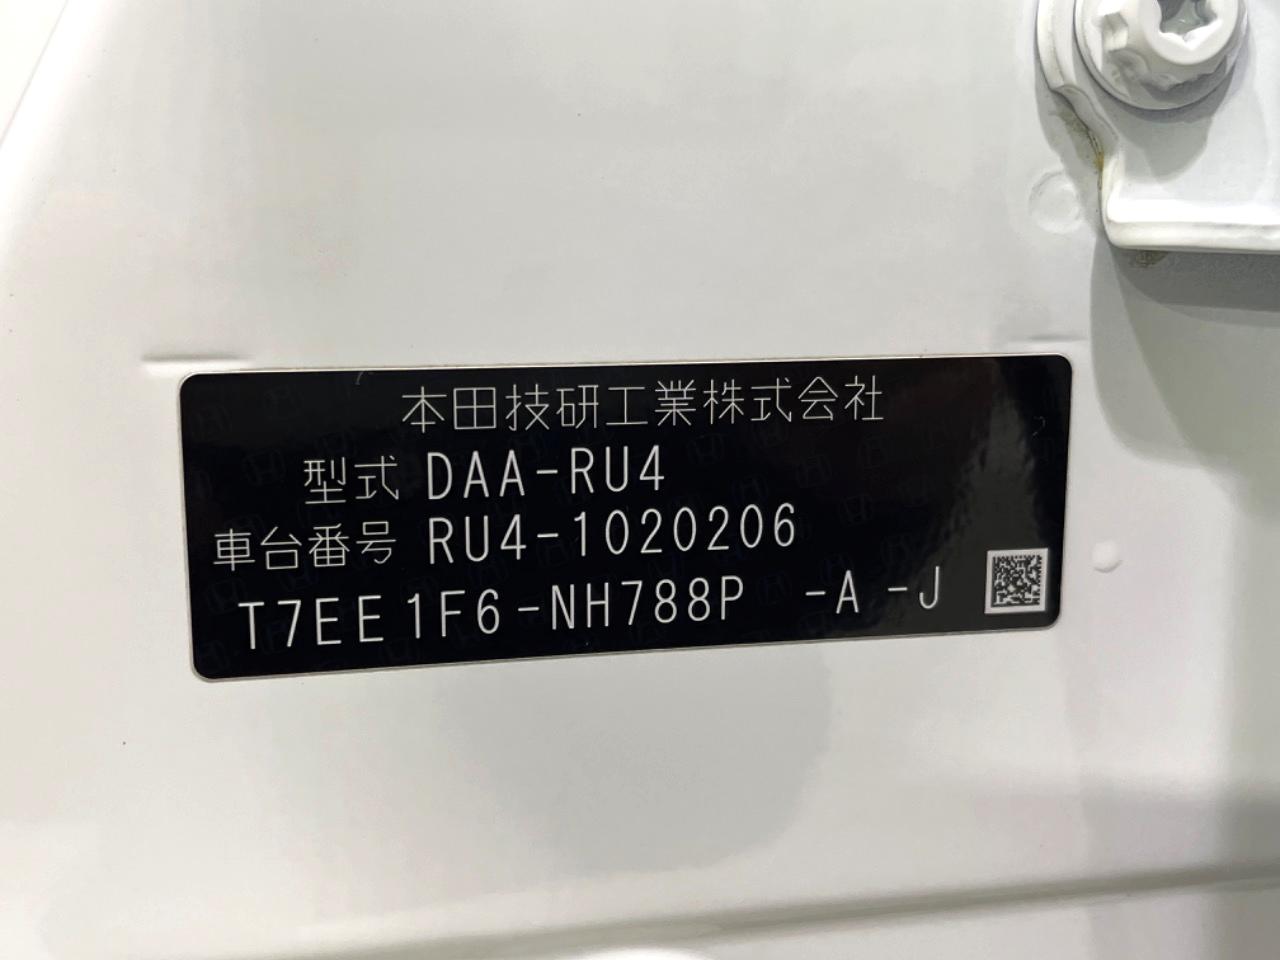 本田技研工業株式会社
型式 DAA-RU4
車台番号 RU4-1020206
T7EE1F6-NH788P -A-J